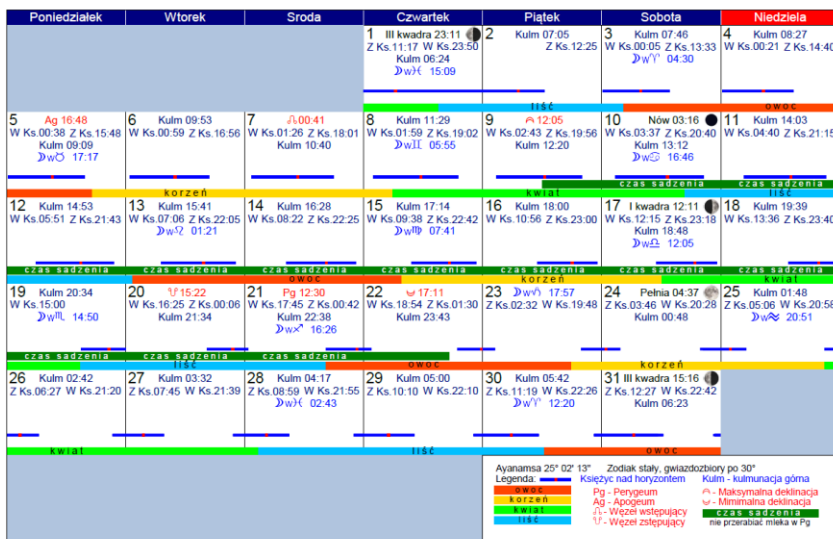 Poniedziałek Wtorek Sroda Czwartek Piątek Sobota Niedziela
1 III kwadra 23:11
Z Ks.11:17 W Ks.23:50
Kulm 06:24
☽w♓ 15:09
2 Kulm 07:05
Z Ks.12:25
3 Kulm 07:46
W Ks.00:05 Z Ks.13:33
☽w♈ 04:30
4 Kulm 08:27
W Ks.00:21 Z Ks.14:40
liść owoc
5 Ag 16:48
W Ks.00:38 Z Ks.15:48
Kulm 09:09
☽w♉ 17:17
6 Kulm 09:53
W Ks.00:59 Z Ks.16:56
7 ☊00:41
W Ks.01:26 Z Ks.18:01
Kulm 10:40
8 Kulm 11:29
W Ks.01:59 Z Ks.19:02
☽w♊ 05:55
9 12:05
W Ks.02:43 Z Ks.19:56
Kulm 12:20
10 Nów 03:16
W Ks.03:37 Z Ks.20:40
Kulm 13:12
☽w♋ 16:46
11 Kulm 14:03
W Ks.04:40 Z Ks.21:15
czas sadzenia czas sadzenia
korzeń kwiat liść
12 Kulm 14:53
W Ks.05:51 Z Ks.21:43
13 Kulm 15:41
W Ks.07:06 Z Ks.22:05
☽w♌ 01:21
14 Kulm 16:28
W Ks.08:22 Z Ks.22:25
15 Kulm 17:14
W Ks.09:38 Z Ks.22:42
☽w♍ 07:41
16 Kulm 18:00
W Ks.10:56 Z Ks.23:00
17 I kwadra 12:11
W Ks.12:15 Z Ks.23:18
Kulm 18:48
☽w♎ 12:05
18 Kulm 19:39
W Ks.13:36 Z Ks.23:40
czas sadzenia czas sadzenia czas sadzenia czas sadzenia czas sadzenia czas sadzenia czas sadzenia
owoc korzeń kwiat
19 Kulm 20:34
W Ks.15:00
☽w♏ 14:50
20 ☋15:22
W Ks.16:25 Z Ks.00:06
Kulm 21:34
21 Pg 12:30
W Ks.17:45 Z Ks.00:42
Kulm 22:38
☽w♐ 16:26
22 17:11
W Ks.18:54 Z Ks.01:30
Kulm 23:43
23 ☽w♑ 17:57
Z Ks.02:32 W Ks.19:48
24 Pełnia 04:37
Z Ks.03:46 W Ks.20:28
Kulm 00:48
25 Kulm 01:48
Z Ks.05:06 W Ks.20:58
☽w♒ 20:51
czas sadzenia czas sadzenia czas sadzenia
liść owoc korzeń
26 Kulm 02:42
Z Ks.06:27 W Ks.21:20
27 Kulm 03:32
Z Ks.07:45 W Ks.21:39
28 Kulm 04:17
Z Ks.08:59 W Ks.21:55
☽w♓ 02:43
29 Kulm 05:00
Z Ks.10:10 W Ks.22:10
30 Kulm 05:42
Z Ks.11:19 W Ks.22:26
☽w♈ 12:20
31 III kwadra 15:16
Z Ks.12:27 W Ks.22:42
Kulm 06:23
kwiat liść owoc
Ayanamsa 25° 02' 13" Zodiak stały, gwiazdozbiory po 30°
Legenda: Księżyc nad horyzontem Kulm - kulmunacja górna
owoc Pg - Perygeum - Maksymalna deklinacja
korzeń Ag - Apogeum - Mimimalna deklinacja
kwiat ☊ - Węzeł wstępujący czas sadzenia
liść ☋ - Węzeł zstępujący nie przerabiać mleka w Pg